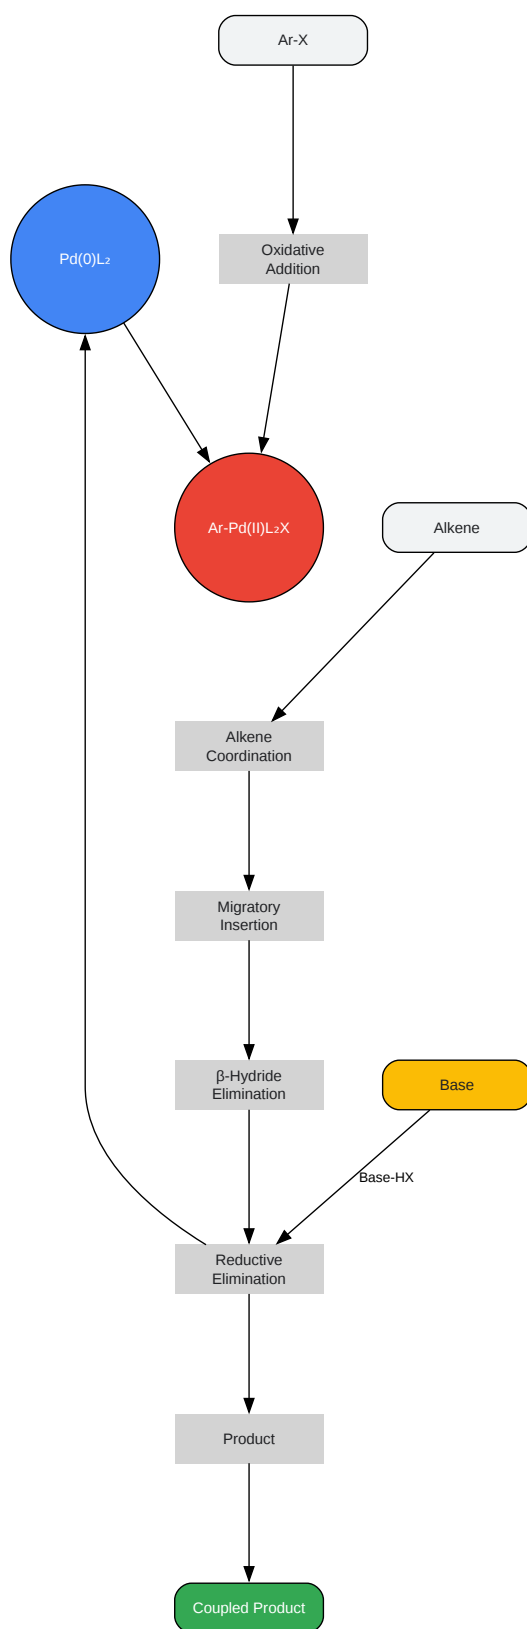 Ar-X
Pd(0)L₂
Oxidative
Addition
Ar-Pd(II)L₂X
Alkene
Alkene
Coordination
Migratory
Insertion
β-Hydride
Elimination
Base
Base-HX
Reductive
Elimination
Product
Coupled Product